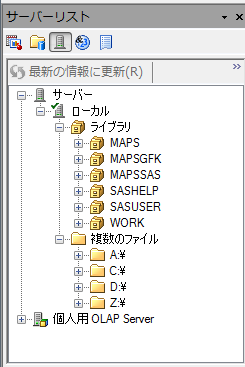 サーバーリスト
最新の情報に更新(R)
サーバー
ローカル
ライブラリ
MAPS
MAPSGFK
MAPSSAS
SASHELP
SASUSER
WORK
複数のファイル
A:¥
C:¥
D:¥
Z:¥
個人用 OLAP Server